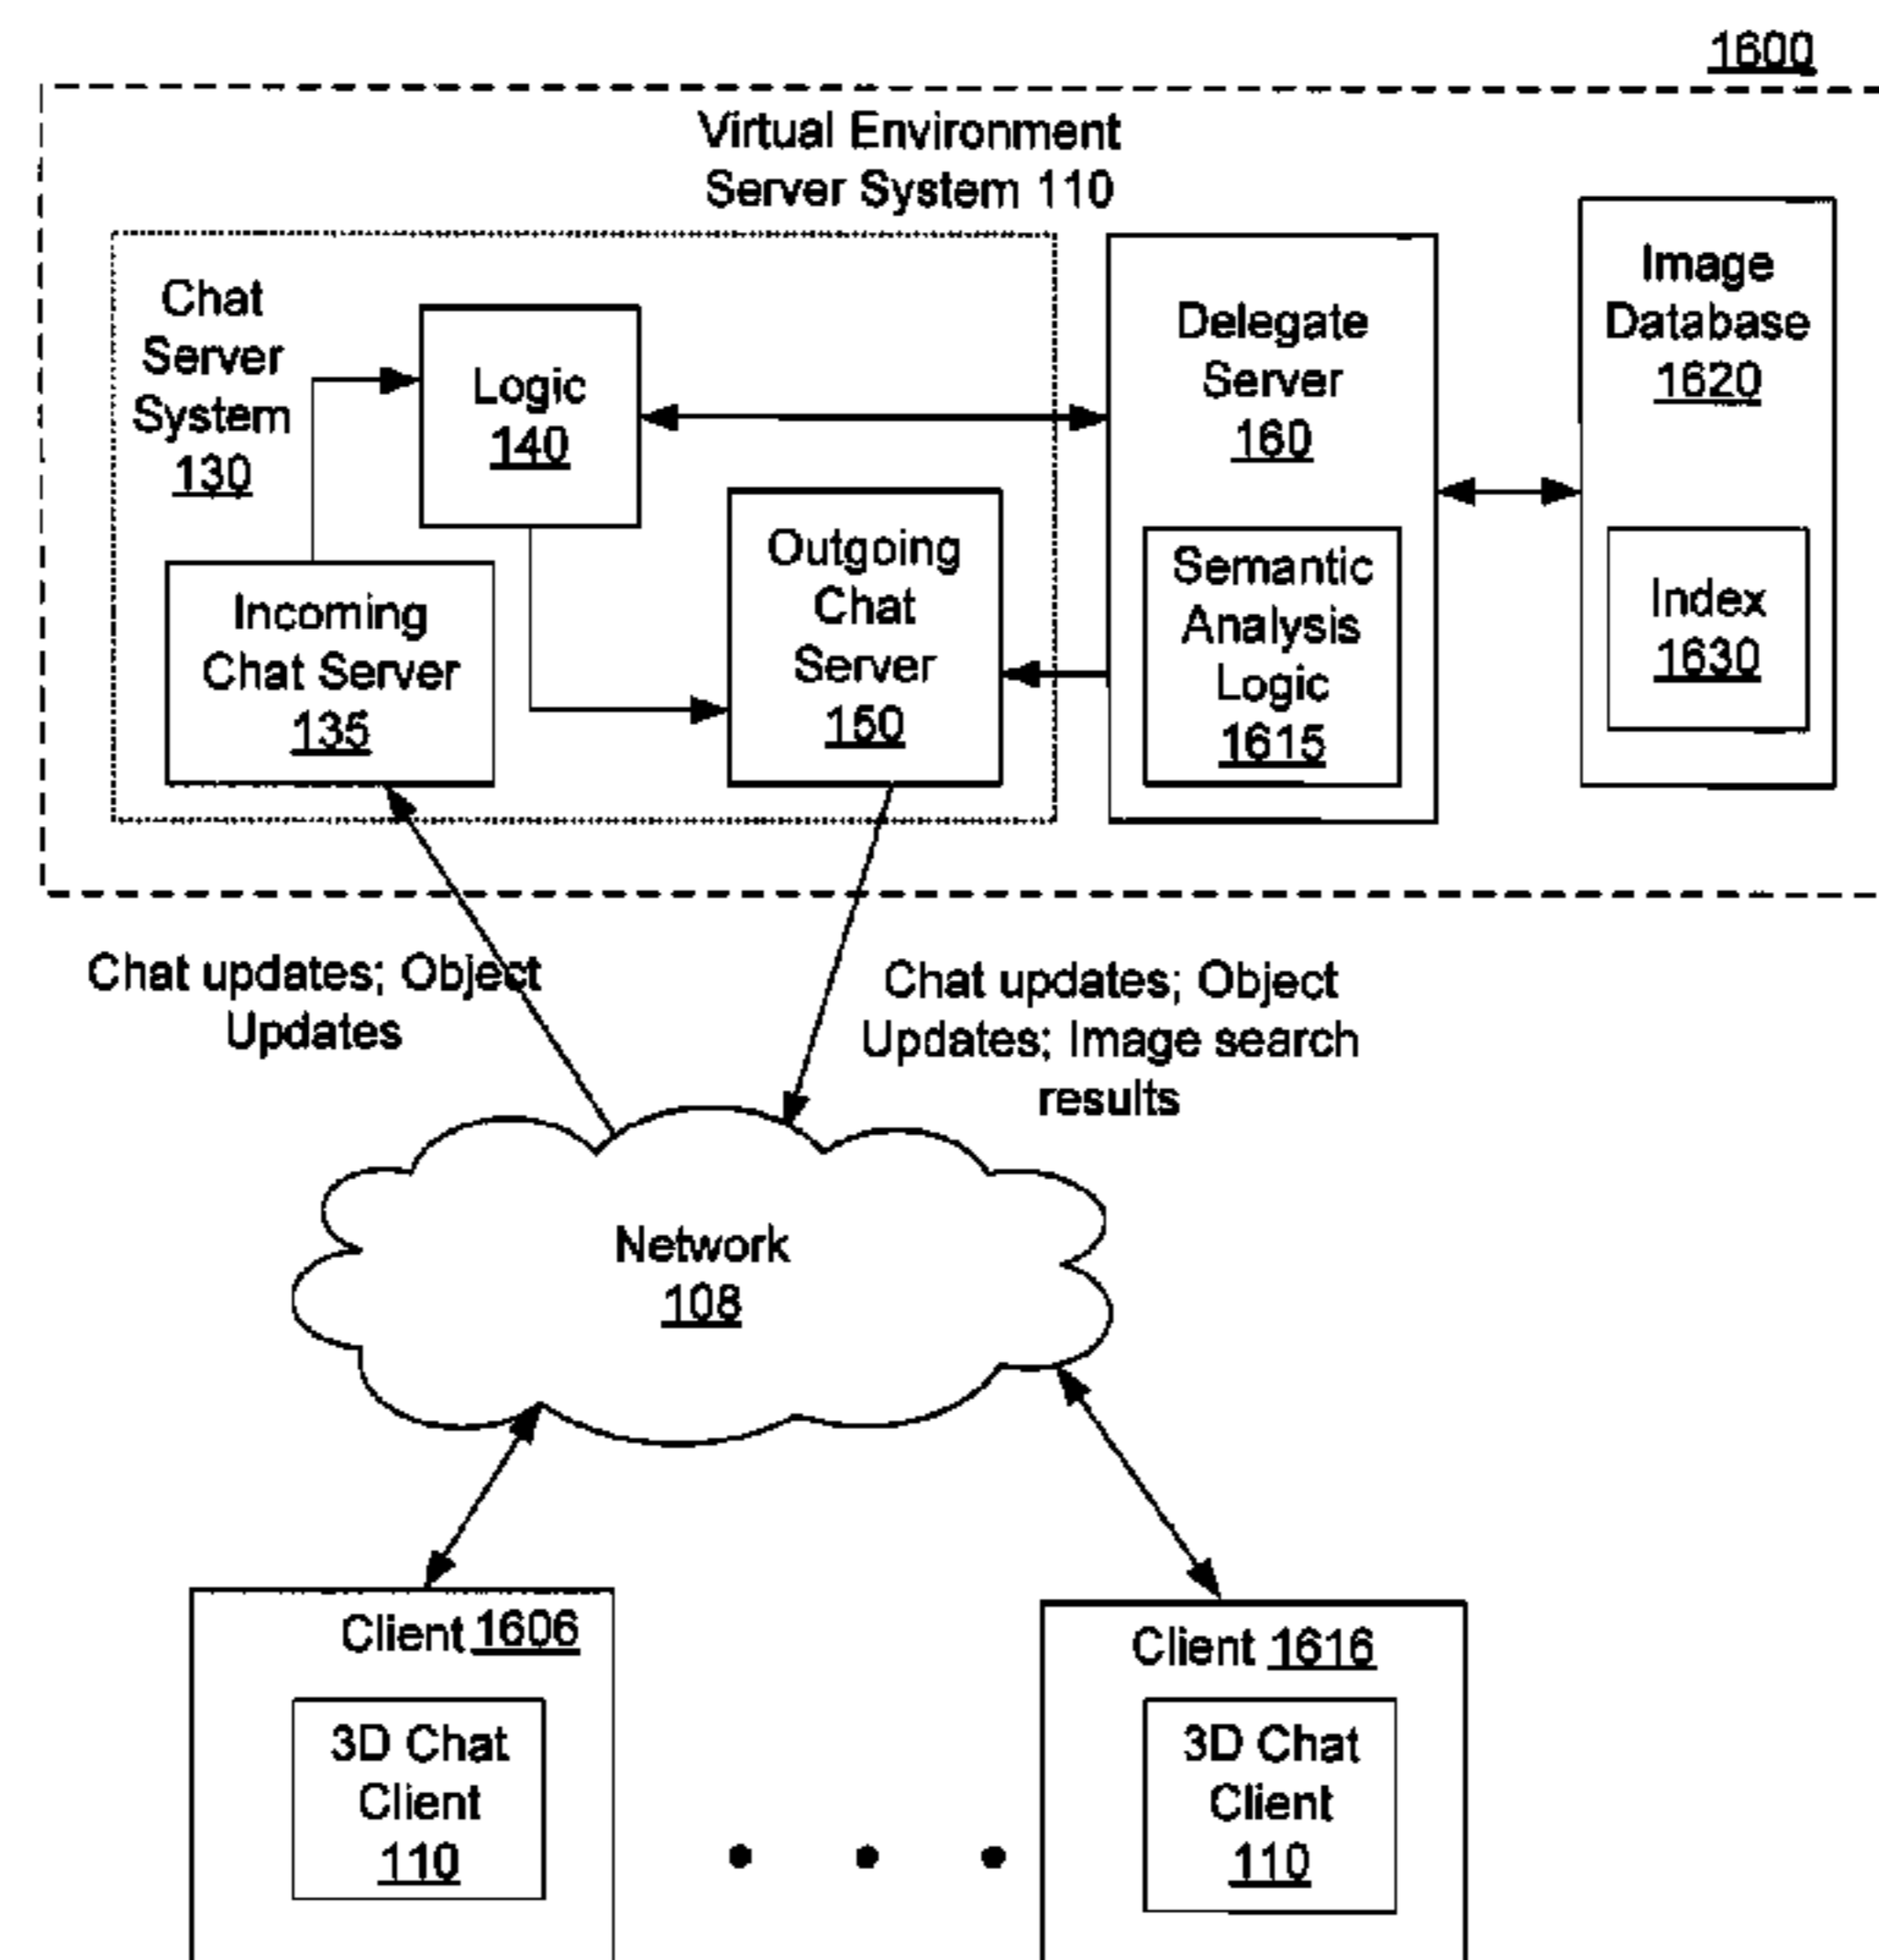 1600
Virtual Environment
Server System 110
Chat
Server
System
130
Logic
140
Incoming
Chat Server
135
Outgoing
Chat
Server
150
Delegate
Server
160
Semantic
Analysis
Logic
1615
Image
Database
1620
Index
1630
Chat updates; Object
Updates
Chat updates; Object
Updates; Image search
results
Network
108
Client 1606
3D Chat
Client
110
Client 1616
3D Chat
Client
110